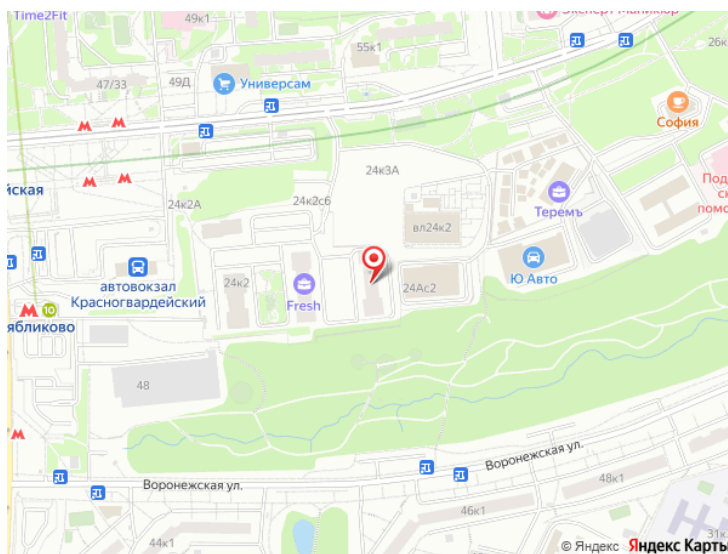 Time2Fit
Эксперт Маникюр
55к1
26к
47/33
49Д
Универсам
София
24к3А
йская
24к2А
24к2с6
Теремъ
Под
ск
помо
вл24к2
автовокзал
Красногвардейский
24к2
Fresh
24Ас2
Ю Авто
10
ябликово
48
Воронежская ул.
Воронежская ул.
48к1
46к1
44к1
31к
© Яндекс Яндекс Карты